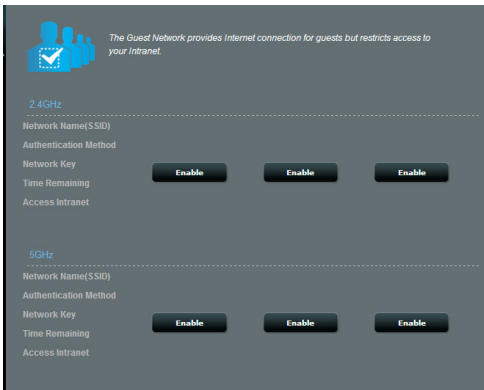 The Guest Network provides Internet connection for guests but restricts access to
your Intranet.
2.4GHz
Network Name(SSID)
Authentication Method
Network Key
Enable Enable Enable
Time Remaining
Access Intranet
5GHz
Network Name(SSID)
Authentication Method
Network Key
Enable Enable Enable
Time Remaining
Access Intranet